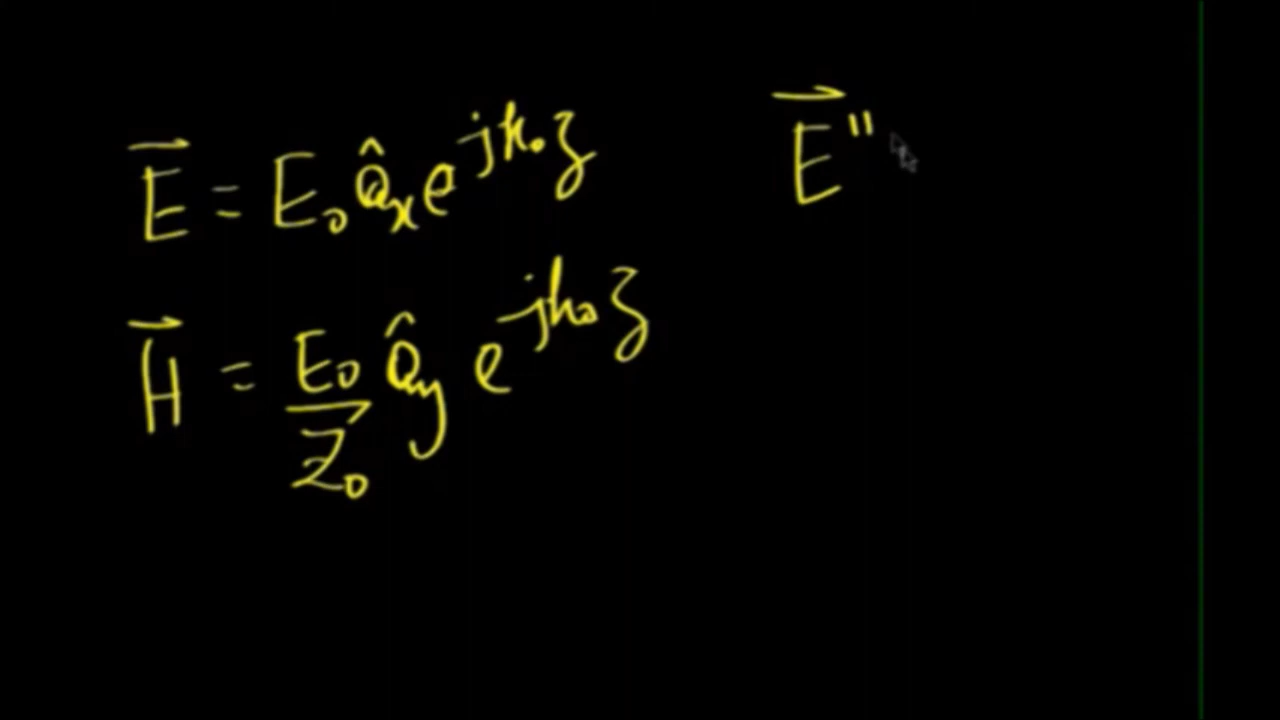 E⃗ = E₀ âₓ e^{-jk₀z}
E⃗"
H⃗ = E₀/Z₀ â_y e^{-jk₀z}